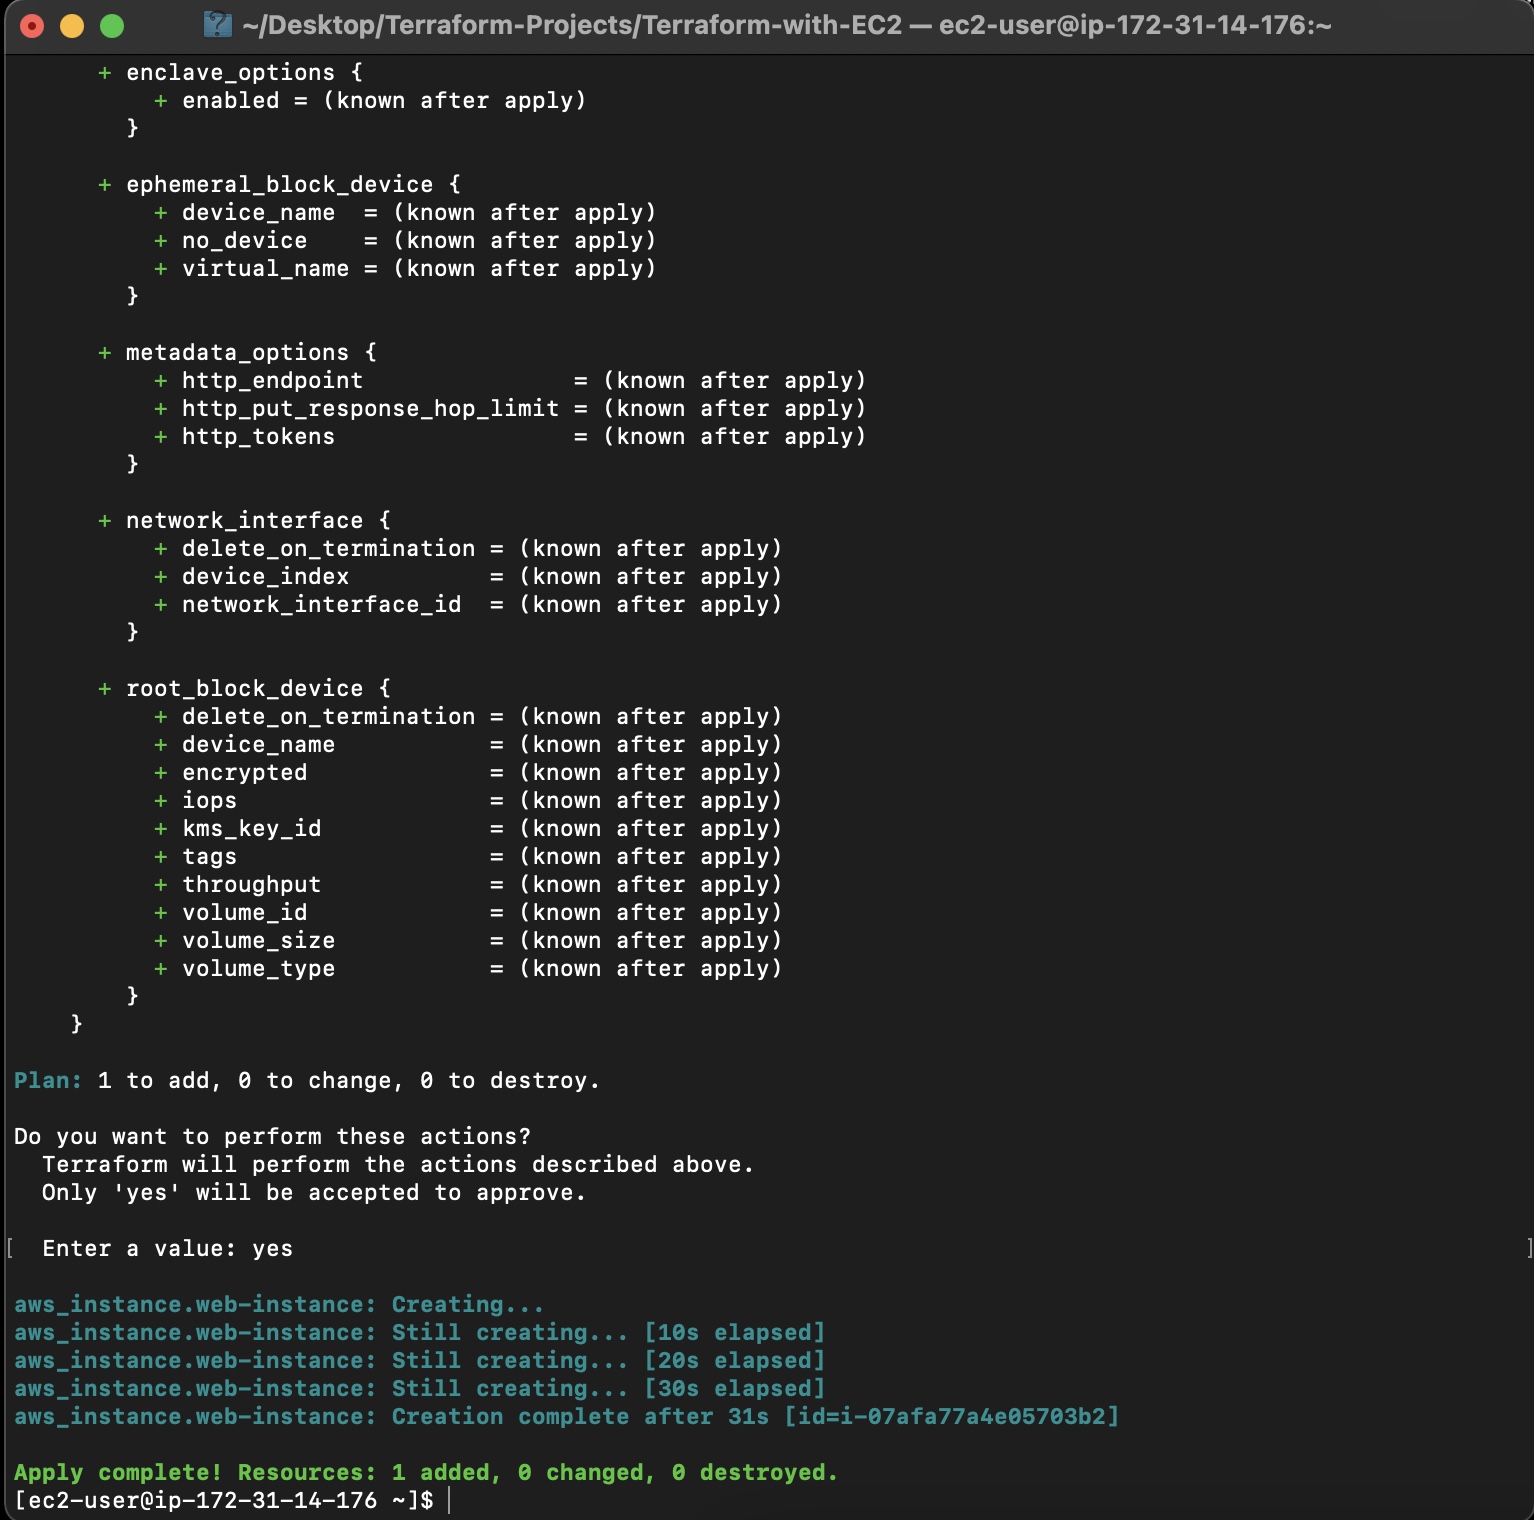 ~/Desktop/Terraform-Projects/Terraform-with-EC2 — ec2-user@ip-172-31-14-176:~
      + enclave_options {
          + enabled = (known after apply)
        }

      + ephemeral_block_device {
          + device_name  = (known after apply)
          + no_device    = (known after apply)
          + virtual_name = (known after apply)
        }

      + metadata_options {
          + http_endpoint               = (known after apply)
          + http_put_response_hop_limit = (known after apply)
          + http_tokens                 = (known after apply)
        }

      + network_interface {
          + delete_on_termination = (known after apply)
          + device_index          = (known after apply)
          + network_interface_id  = (known after apply)
        }

      + root_block_device {
          + delete_on_termination = (known after apply)
          + device_name           = (known after apply)
          + encrypted             = (known after apply)
          + iops                  = (known after apply)
          + kms_key_id            = (known after apply)
          + tags                  = (known after apply)
          + throughput            = (known after apply)
          + volume_id             = (known after apply)
          + volume_size           = (known after apply)
          + volume_type           = (known after apply)
        }
    }

Plan: 1 to add, 0 to change, 0 to destroy.

Do you want to perform these actions?
  Terraform will perform the actions described above.
  Only 'yes' will be accepted to approve.

[  Enter a value: yes ]

aws_instance.web-instance: Creating...
aws_instance.web-instance: Still creating... [10s elapsed]
aws_instance.web-instance: Still creating... [20s elapsed]
aws_instance.web-instance: Still creating... [30s elapsed]
aws_instance.web-instance: Creation complete after 31s [id=i-07afa77a4e05703b2]

Apply complete! Resources: 1 added, 0 changed, 0 destroyed.
[ec2-user@ip-172-31-14-176 ~]$